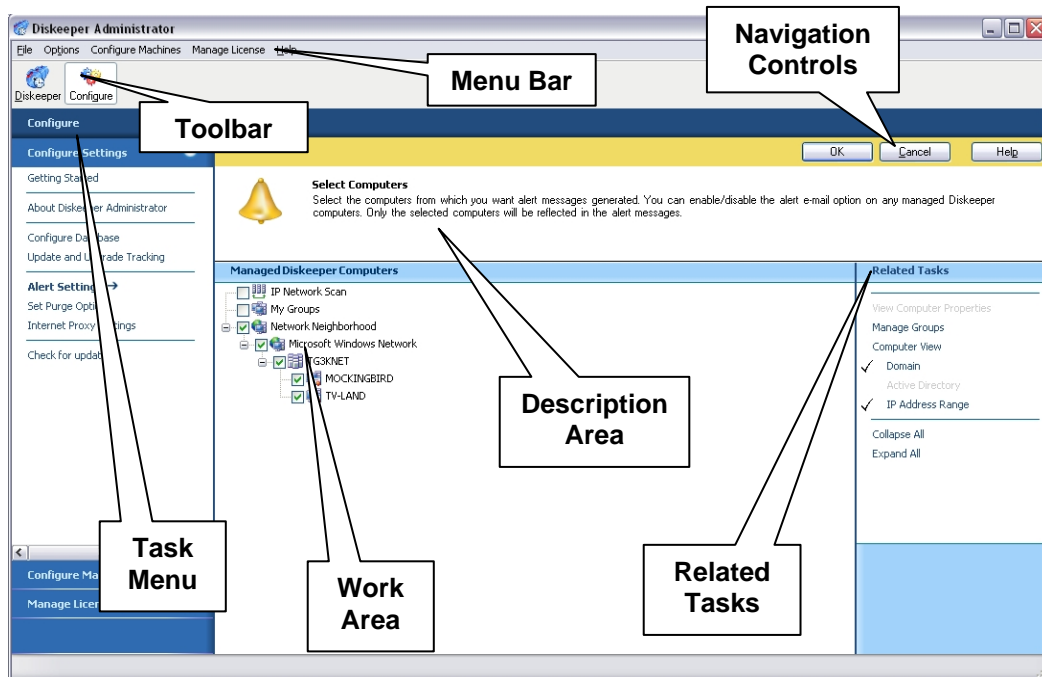 Diskeeper Administrator
File Options Configure Machines Manage License Help
Navigation
Controls
Menu Bar
Diskeeper Configure
Toolbar
Configure
Configure Settings
OK Cancel Help
Getting Started
About Diskeeper Administrator
Configure Database
Update and Upgrade Tracking
Alert Settings →
Set Purge Options
Internet Proxy Settings
Check for updat
Select Computers
Select the computers from which you want alert messages generated. You can enable/disable the alert e-mail option on any managed Diskeeper
computers. Only the selected computers will be reflected in the alert messages.
Managed Diskeeper Computers
IP Network Scan
My Groups
Network Neighborhood
Microsoft Windows Network
TG3KNET
MOCKINGBIRD
TV-LAND
Description
Area
Related Tasks
View Computer Properties
Manage Groups
Computer View
Domain
Active Directory
IP Address Range
Collapse All
Expand All
Task
Menu
Work
Area
Related
Tasks
Configure Ma
Manage Licen